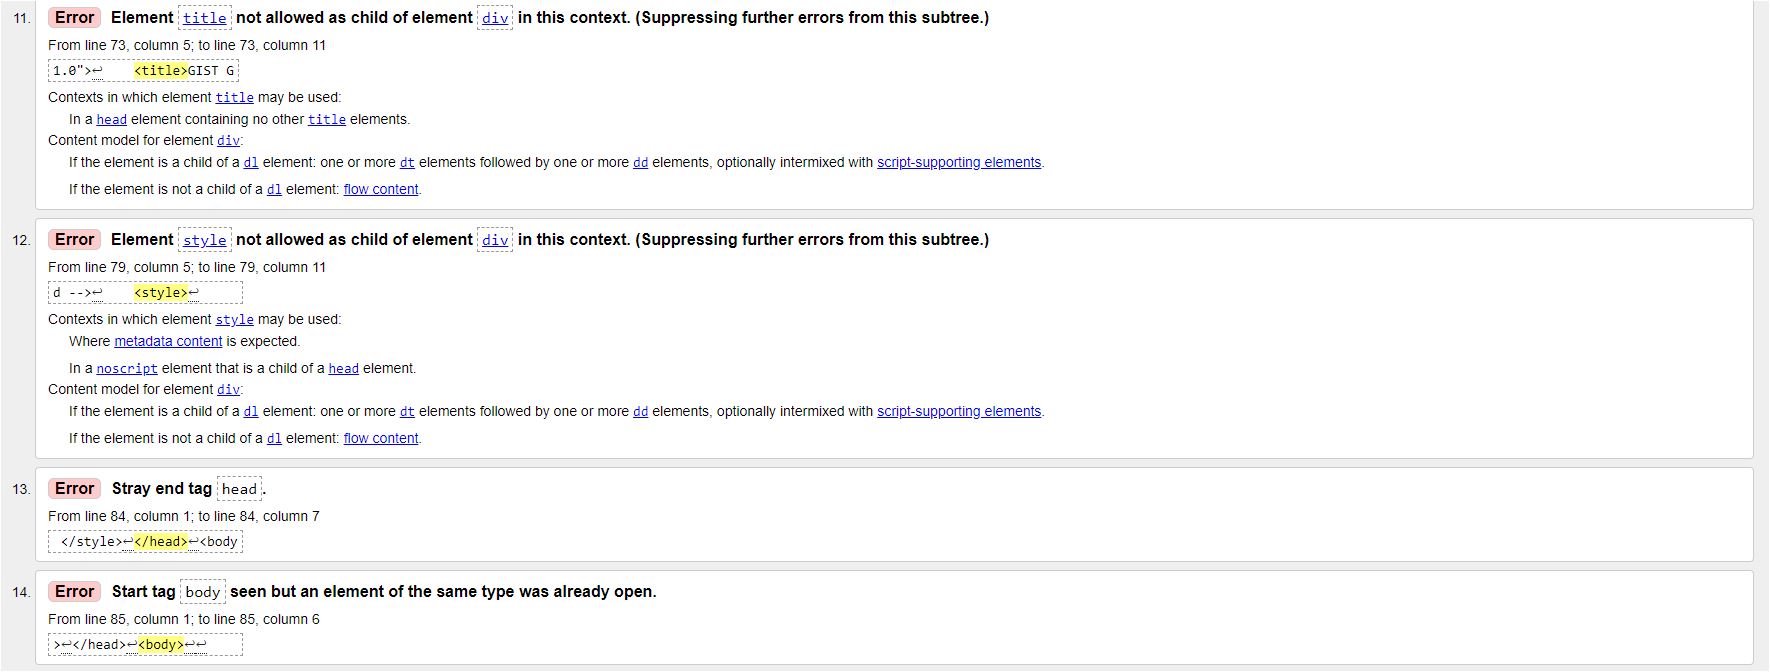 11. Error Element title not allowed as child of element div in this context. (Suppressing further errors from this subtree.)
From line 73, column 5; to line 73, column 11
1.0">↩    <title>GIST G
Contexts in which element title may be used:
In a head element containing no other title elements.
Content model for element div:
If the element is a child of a dl element: one or more dt elements followed by one or more dd elements, optionally intermixed with script-supporting elements.
If the element is not a child of a dl element: flow content.
12. Error Element style not allowed as child of element div in this context. (Suppressing further errors from this subtree.)
From line 79, column 5; to line 79, column 11
d -->↩    <style>↩
Contexts in which element style may be used:
Where metadata content is expected.
In a noscript element that is a child of a head element.
Content model for element div:
If the element is a child of a dl element: one or more dt elements followed by one or more dd elements, optionally intermixed with script-supporting elements.
If the element is not a child of a dl element: flow content.
13. Error Stray end tag head.
From line 84, column 1; to line 84, column 7
</style>↩</head>↩<body
14. Error Start tag body seen but an element of the same type was already open.
From line 85, column 1; to line 85, column 6
>↩</head>↩<body>↩↩